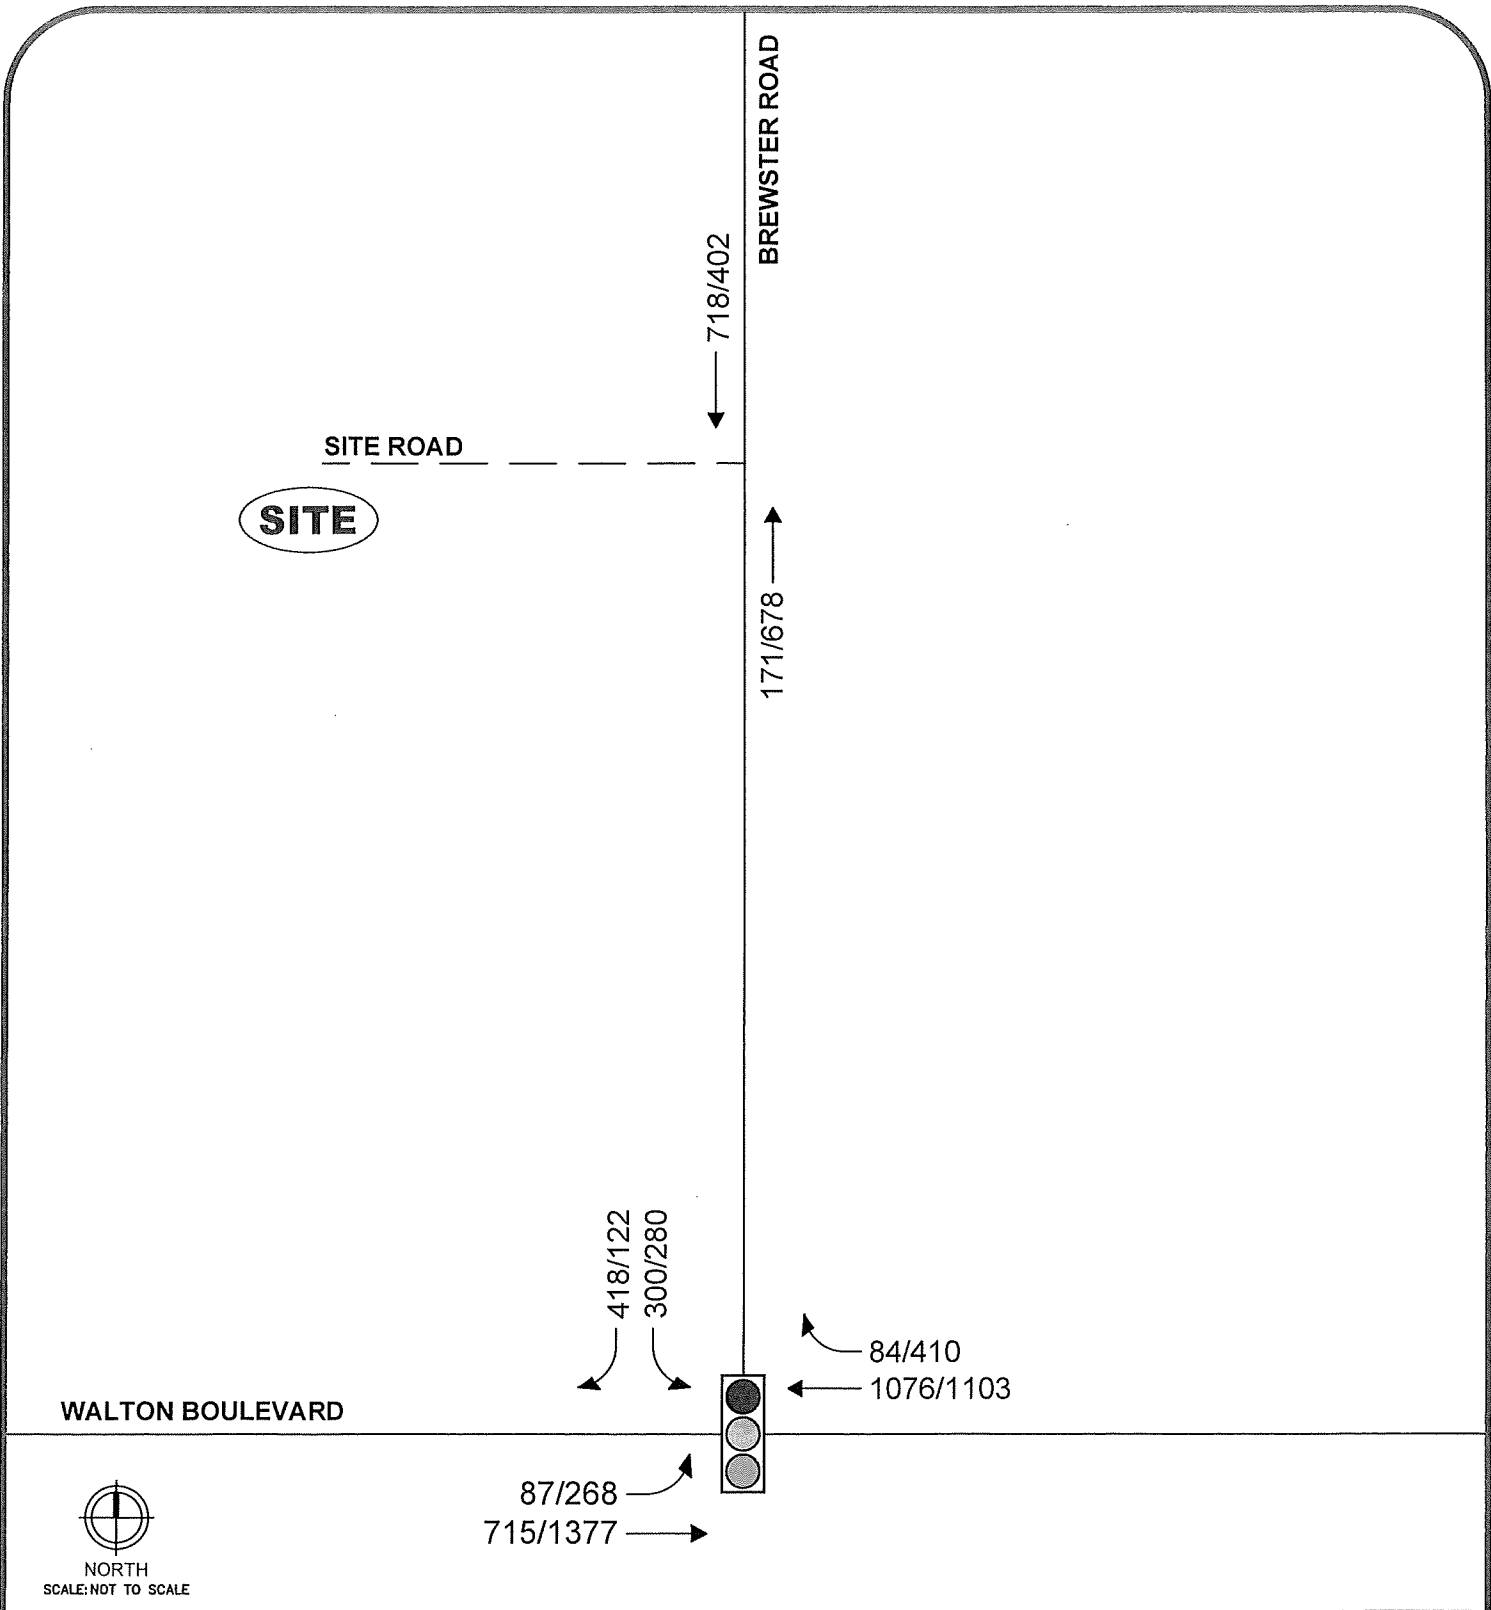 BREWSTER ROAD
718/402
SITE ROAD
SITE
171/678
418/122
300/280
84/410
1076/1103
WALTON BOULEVARD
87/268
715/1377
NORTH
SCALE: NOT TO SCALE